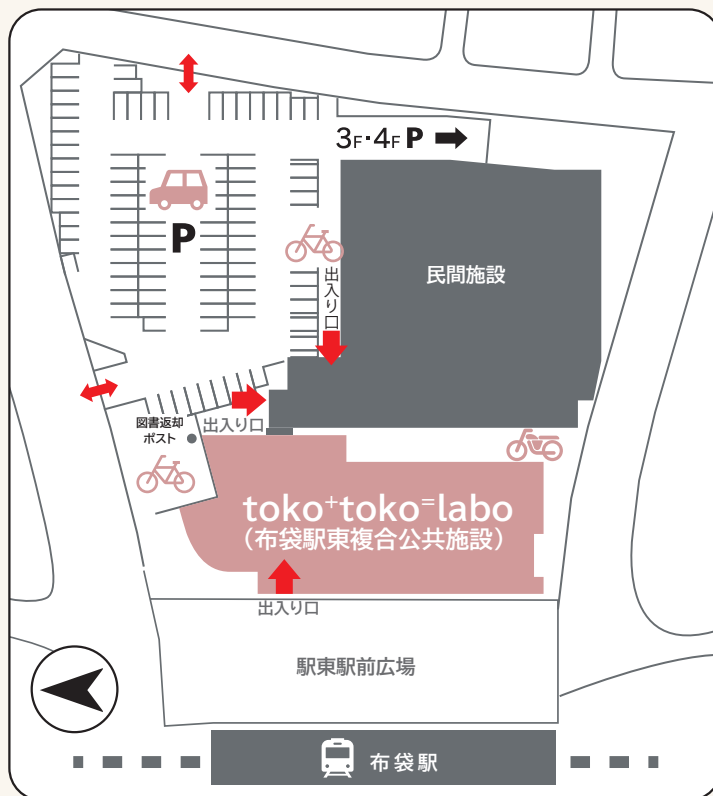 3F・4F P
P
民間施設
出入り口
出入り口
図書返却
ポスト
toko+toko=labo
（布袋駅東複合公共施設）
出入り口
駅東駅前広場
布袋駅